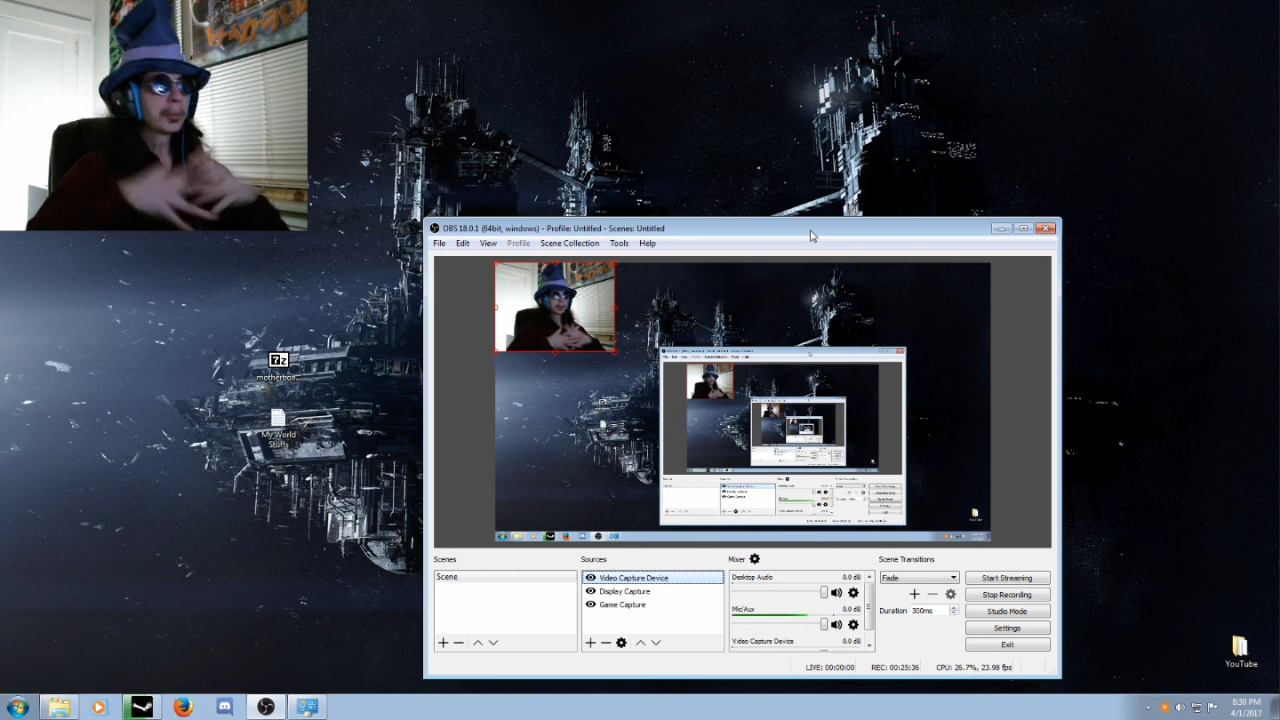 OBS 18.0.1 (64bit, windows) - Profile: Untitled - Scenes: Untitled
File Edit View Profile Scene Collection Tools Help
motherboa...
My World
Stuffs
Scenes Sources Mixer Scene Transitions
Scene
Video Capture Device
Display Capture
Game Capture
Desktop Audio 0.0 dB
Mic/Aux 0.0 dB
Video Capture Device 0.0 dB
Fade
Duration 300ms
Start Streaming
Stop Recording
Studio Mode
Settings
Exit
LIVE: 00:00:00 REC: 00:25:36 CPU: 26.7%, 23.98 fps
YouTube
8:30 PM
4/1/2017